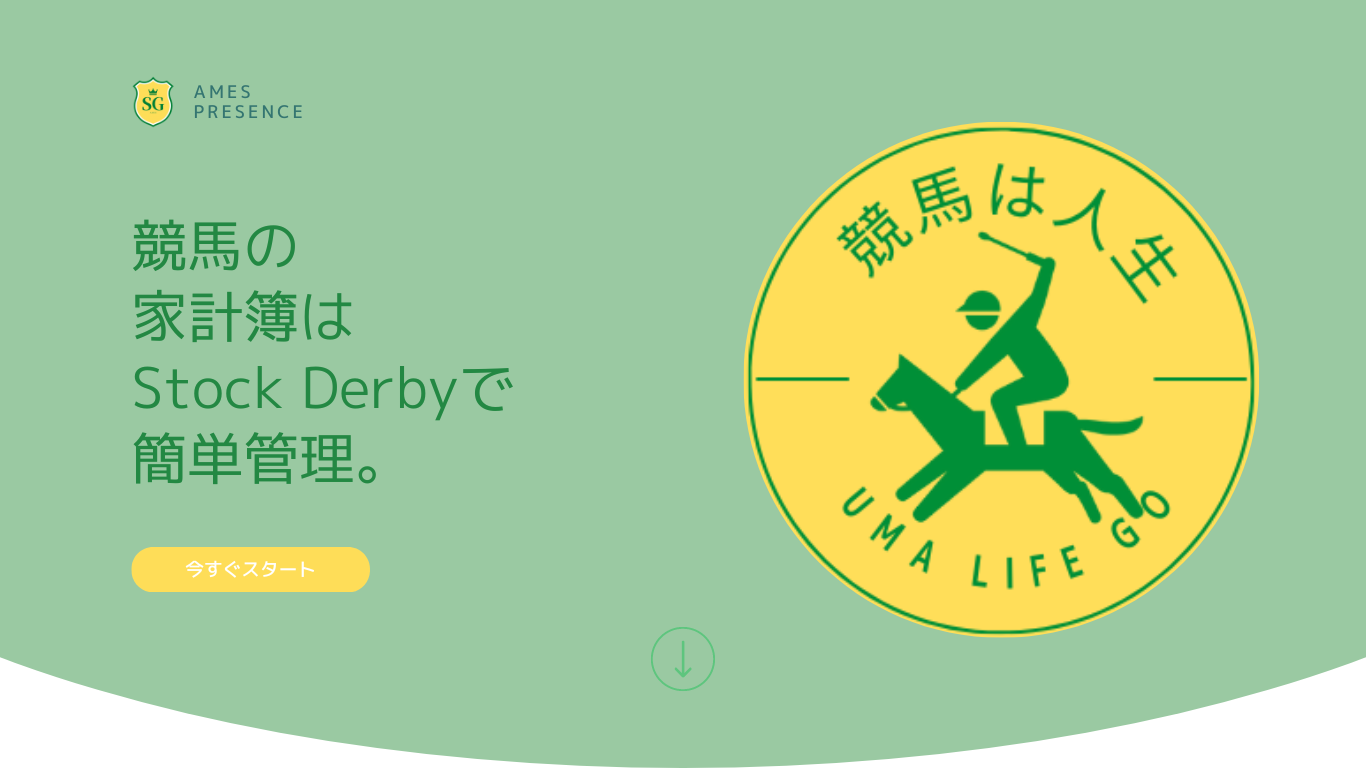 SG
AMES
PRESENCE
競馬の
家計簿は
Stock Derbyで
簡単管理。
今すぐスタート
競馬は人生
UMA LIFE GO